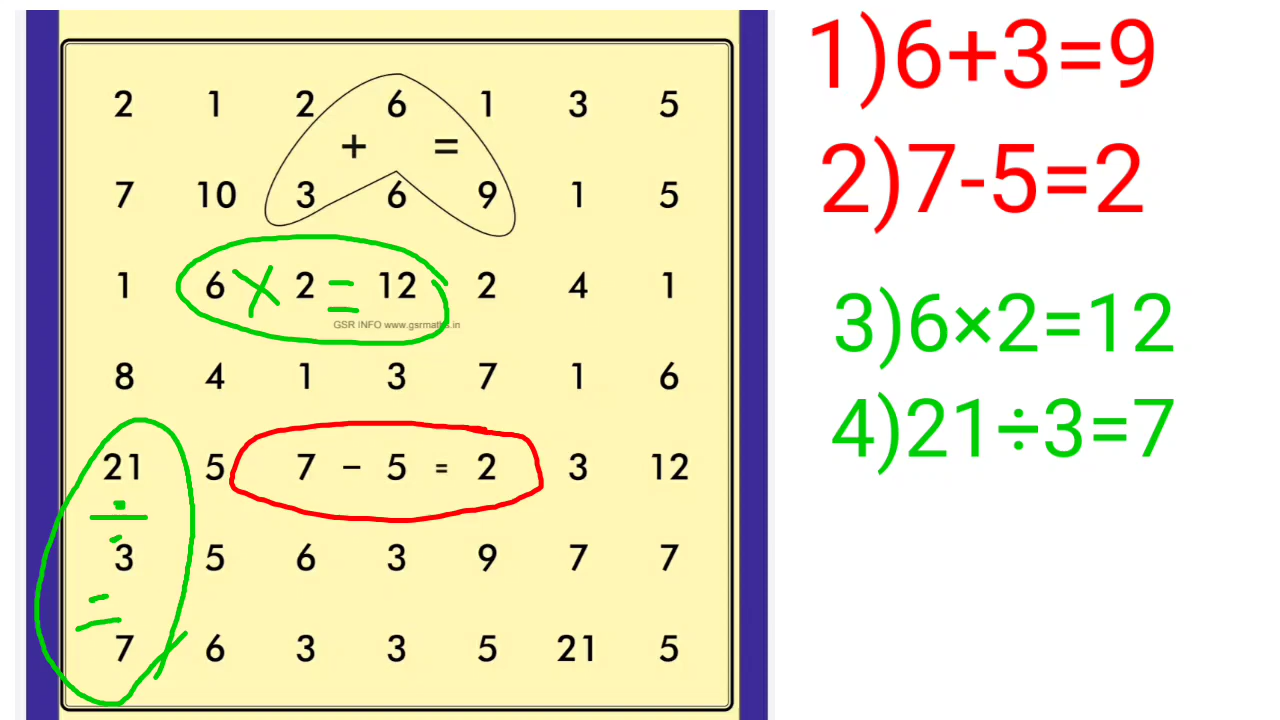 2 1 2 6 1 3 5
+ =
7 10 3 6 9 1 5
1 6 × 2 = 12 2 4 1
GSR INFO www.gsrmaths.in
8 4 1 3 7 1 6
21 5 7 - 5 = 2 3 12
÷
3 5 6 3 9 7 7
=
7 6 3 3 5 21 5
1)6+3=9
2)7-5=2
3)6×2=12
4)21÷3=7